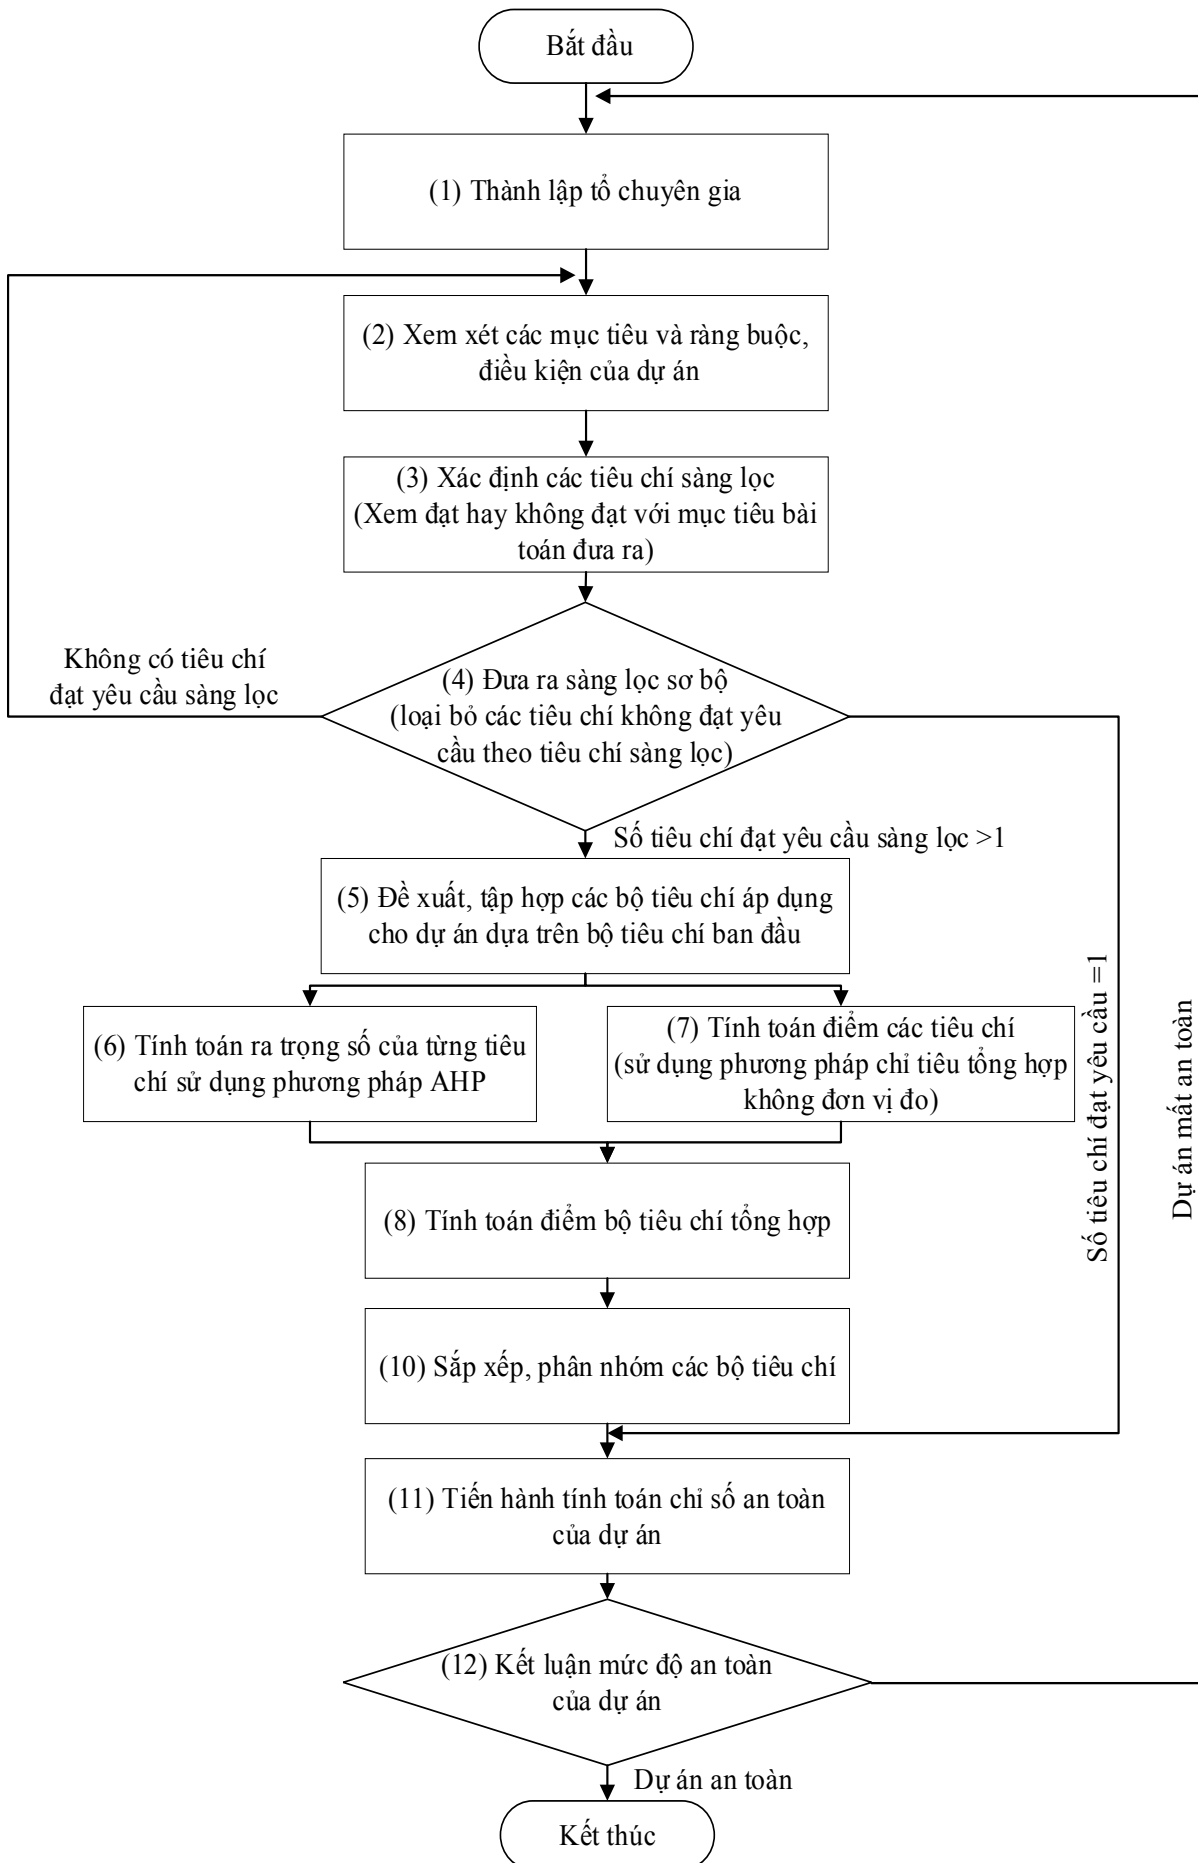 Bắt đầu
(1) Thành lập tổ chuyên gia
(2) Xem xét các mục tiêu và ràng buộc,
điều kiện của dự án
(3) Xác định các tiêu chí sàng lọc
(Xem đạt hay không đạt với mục tiêu bài
toán đưa ra)
Không có tiêu chí
đạt yêu cầu sàng lọc
(4) Đưa ra sàng lọc sơ bộ
(loại bỏ các tiêu chí không đạt yêu
cầu theo tiêu chí sàng lọc)
Số tiêu chí đạt yêu cầu sàng lọc >1
(5) Đề xuất, tập hợp các bộ tiêu chí áp dụng
cho dự án dựa trên bộ tiêu chí ban đầu
(6) Tính toán ra trọng số của từng tiêu
chí sử dụng phương pháp AHP
(7) Tính toán điểm các tiêu chí
(sử dụng phương pháp chỉ tiêu tổng hợp
không đơn vị đo)
Số tiêu chí đạt yêu cầu =1
Dự án mất an toàn
(8) Tính toán điểm bộ tiêu chí tổng hợp
(10) Sắp xếp, phân nhóm các bộ tiêu chí
(11) Tiến hành tính toán chỉ số an toàn
của dự án
(12) Kết luận mức độ an toàn
của dự án
Dự án an toàn
Kết thúc